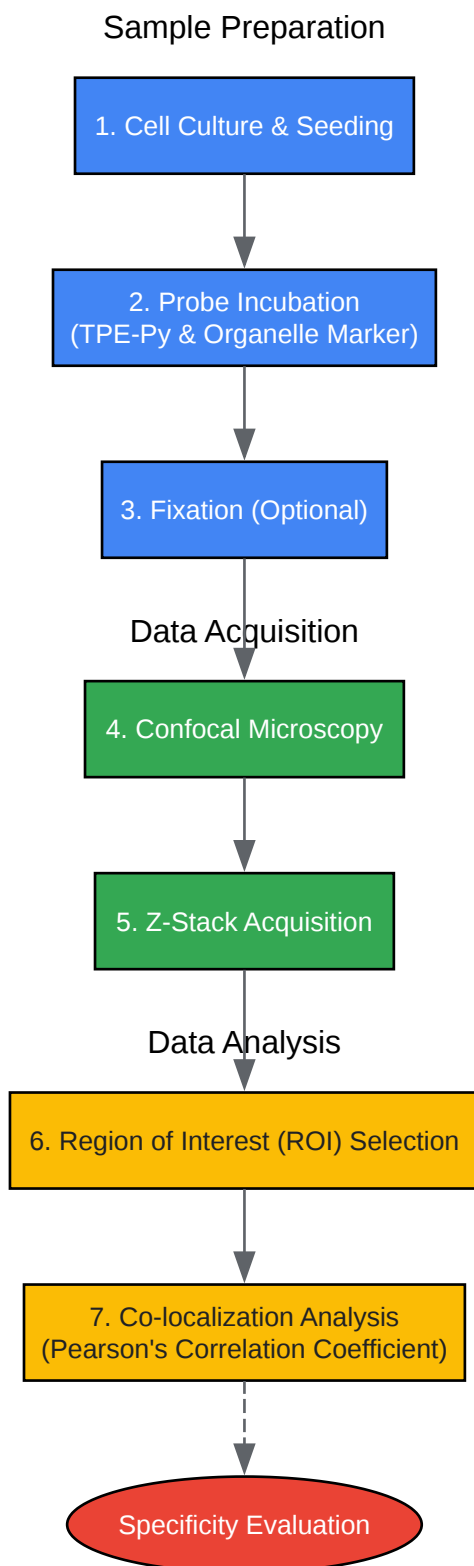 Sample Preparation
1. Cell Culture & Seeding
2. Probe Incubation
(TPE-Py & Organelle Marker)
3. Fixation (Optional)
Data Acquisition
4. Confocal Microscopy
5. Z-Stack Acquisition
Data Analysis
6. Region of Interest (ROI) Selection
7. Co-localization Analysis
(Pearson's Correlation Coefficient)
Specificity Evaluation